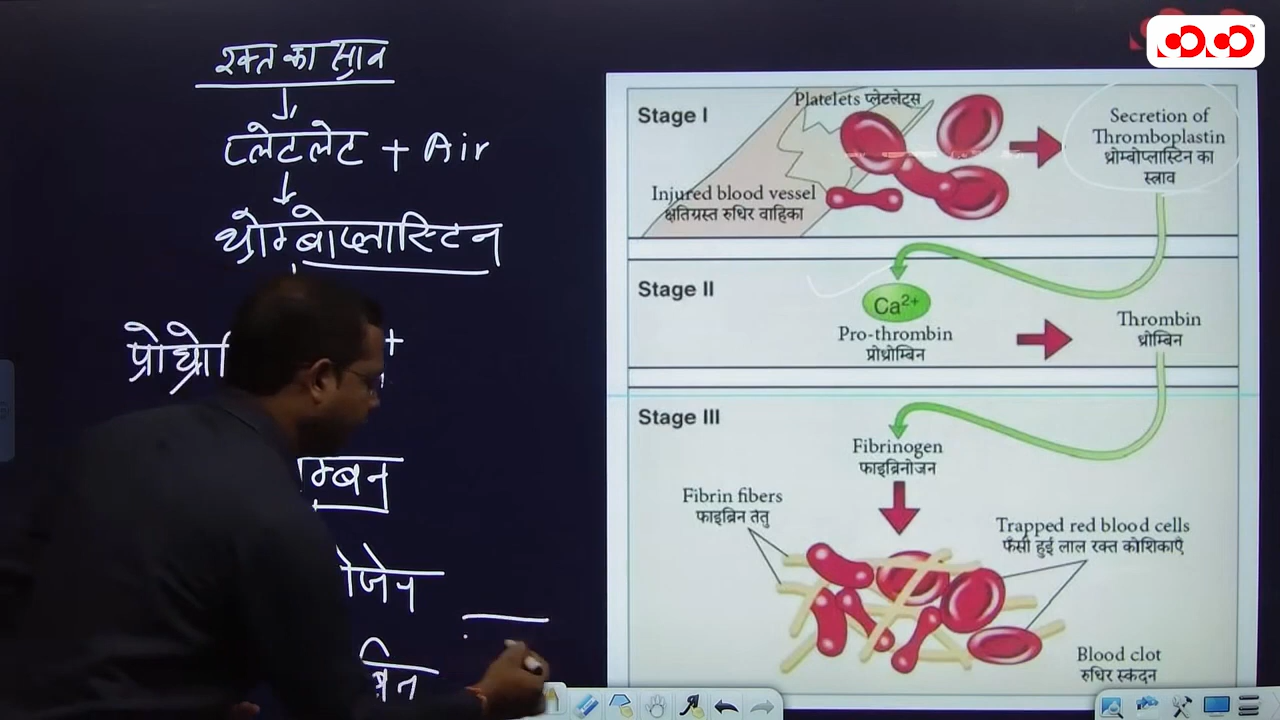 रक्त का स्राव
प्लेटलेट + Air
थ्रोम्बोप्लास्टिन
+
Stage I
Platelets प्लेटलेट्स
Injured blood vessel
क्षतिग्रस्त रुधिर वाहिका
Secretion of
Thromboplastin
थ्रोम्बोप्लास्टिन का
स्त्राव
Stage II
Ca2+
Pro-thrombin
प्रोथ्रोम्बिन
Thrombin
थ्रोम्बिन
Stage III
Fibrinogen
फाइब्रिनोजन
Fibrin fibers
फाइब्रिन तंतु
Trapped red blood cells
फँसी हुई लाल रक्त कोशिकाएँ
Blood clot
रुधिर स्कंदन